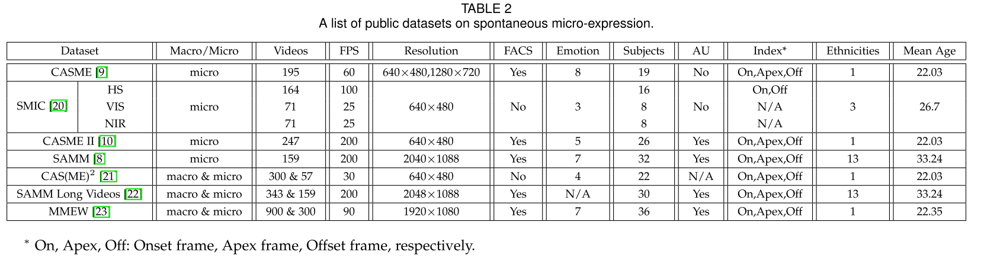 TABLE 2
A list of public datasets on spontaneous micro-expression.
Dataset Macro/Micro Videos FPS Resolution FACS Emotion Subjects AU Index* Ethnicities Mean Age
CASME [9] micro 195 60 640×480,1280×720 Yes 8 19 No On,Apex,Off 1 22.03
HS 164 100 16 On,Off
SMIC [20] VIS micro 71 25 640×480 No 3 8 No N/A 3 26.7
NIR 71 25 8 N/A
CASME II [10] micro 247 200 640×480 Yes 5 26 Yes On,Apex,Off 1 22.03
SAMM [8 micro 159 200 2040×1088 Yes 7 32 Yes On,Apex,Off 13 33.24
CAS(ME)² [21] macro & micro 300 & 57 30 640×480 No 4 22 N/A On,Apex,Off 1 22.03
SAMM Long Videos [22] macro & micro 343 & 159 200 2048×1088 Yes N/A 30 Yes On,Apex,Off 13 33.24
MMEW [23] macro & micro 900 & 300 90 1920×1080 Yes 7 36 Yes On,Apex,Off 1 22.35
* On, Apex, Off: Onset frame, Apex frame, Offset frame, respectively.